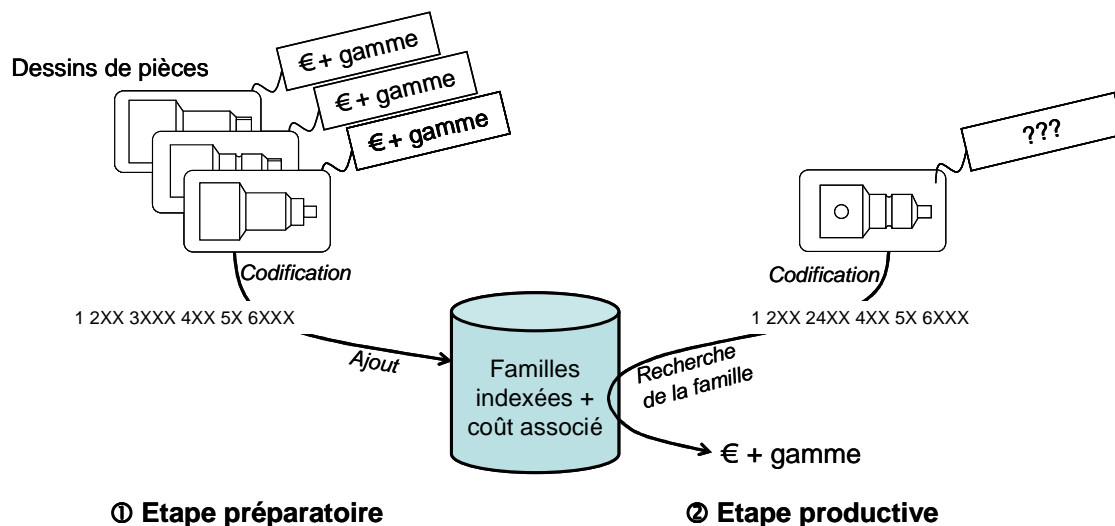 Dessins de pièces
€ + gamme
€ + gamme
€ + gamme
???
Codification
1 2XX 3XXX 4XX 5X 6XXX
Ajout
Familles
indexées +
coût associé
Codification
1 2XX 24XX 4XX 5X 6XXX
Recherche
de la famille
€ + gamme
① Etape préparatoire
② Etape productive